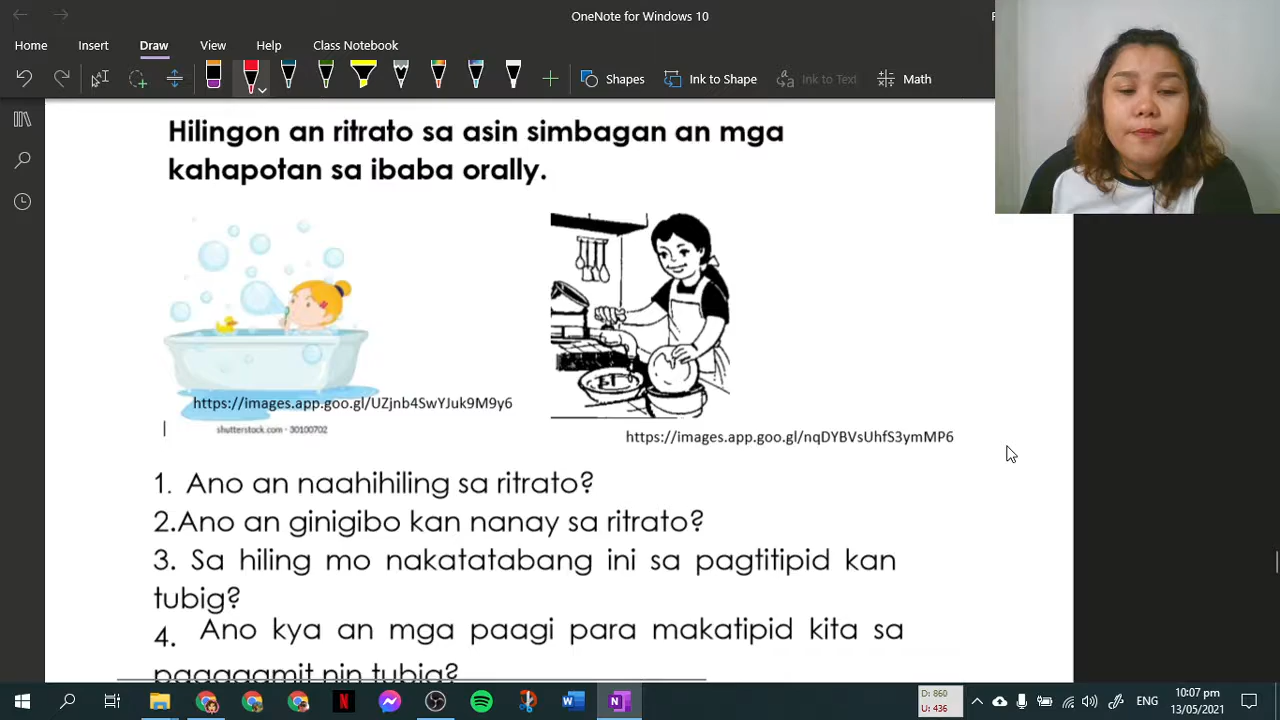 OneNote for Windows 10
Home Insert Draw View Help Class Notebook
Shapes Ink to Shape Ink to Text Math
Hilingon an ritrato sa asin simbagan an mga
kahapotan sa ibaba orally.
https://images.app.goo.gl/UZjnb4SwYJuk9M9y6
shutterstock.com · 30100702
https://images.app.goo.gl/nqDYBVsUhfS3ymMP6
1. Ano an naahihiling sa ritrato?
2.Ano an ginigibo kan nanay sa ritrato?
3. Sa hiling mo nakatatabang ini sa pagtitipid kan
tubig?
4. Ano kya an mga paagi para makatipid kita sa
paggagamit nin tubig?
D: 860
U: 436
ENG
10:07 pm
13/05/2021